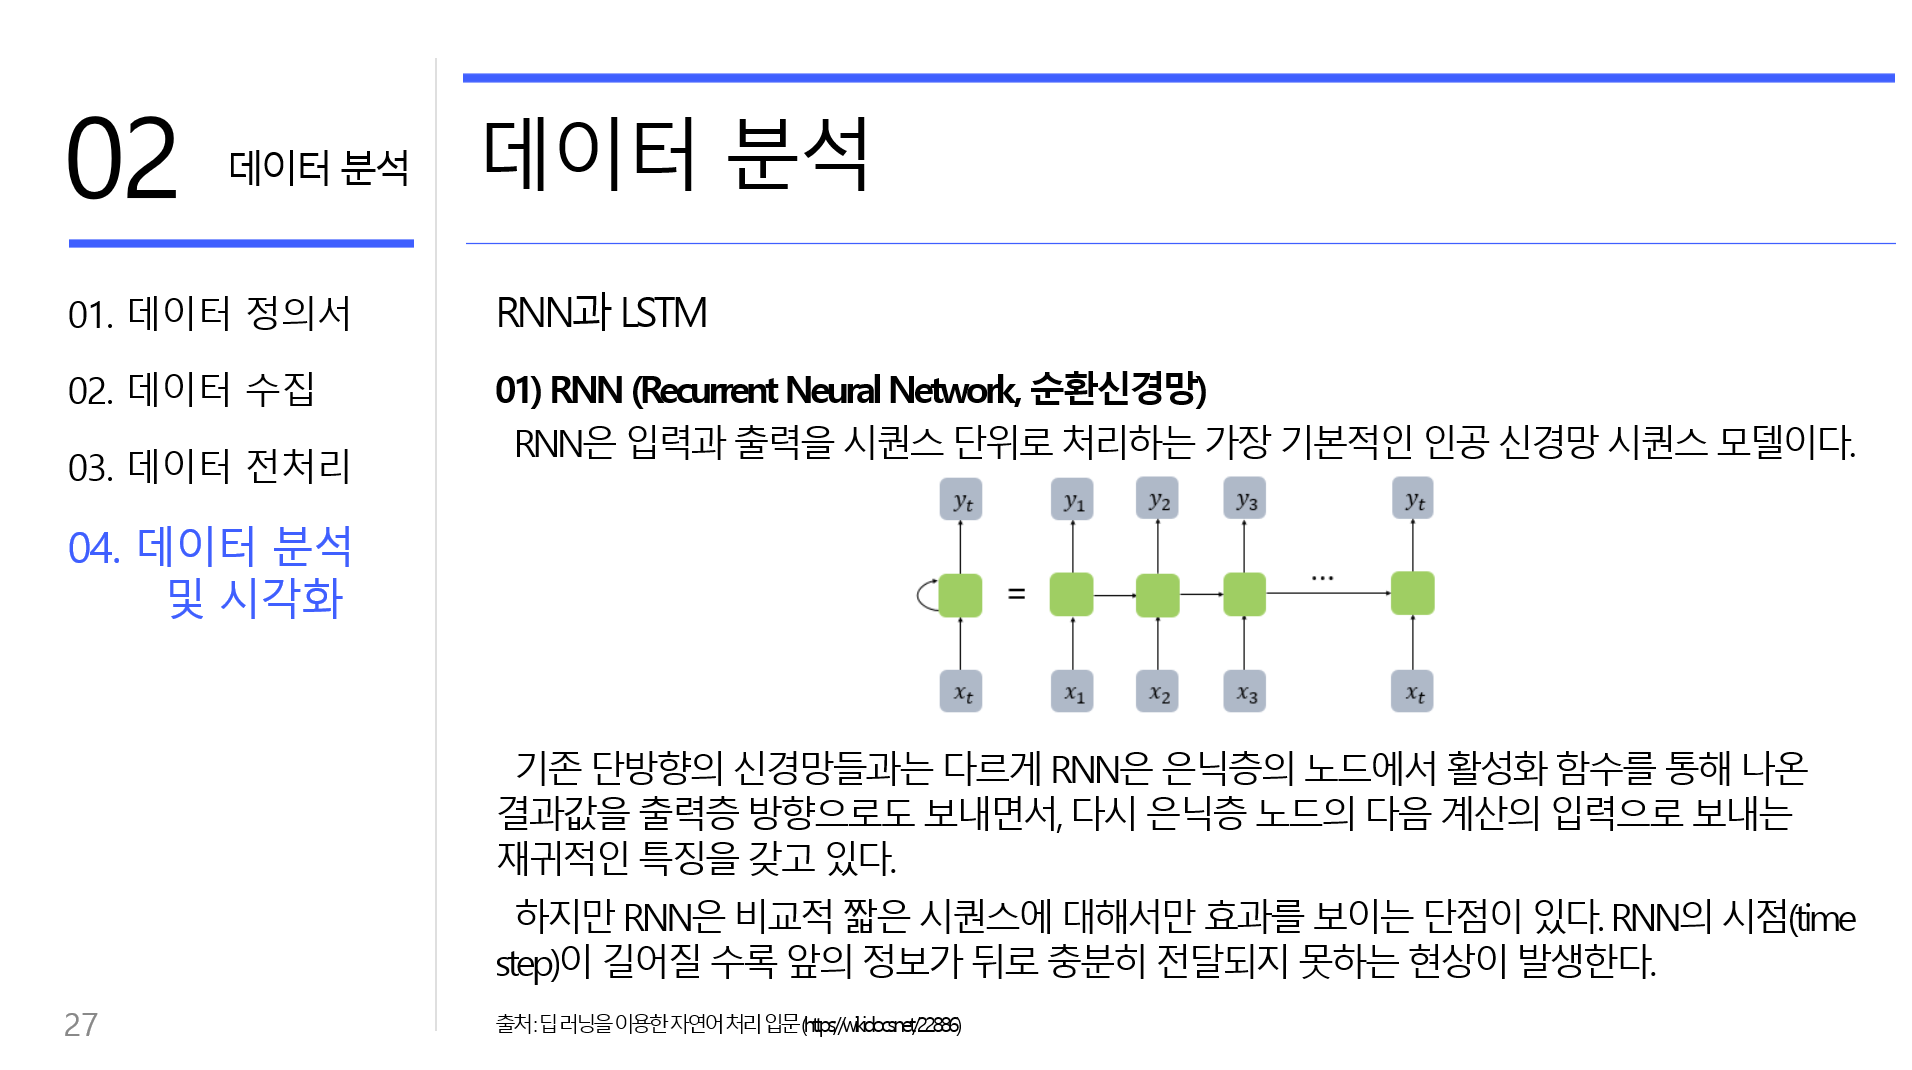 02 데이터 분석
01. 데이터 정의서
02. 데이터 수집
03. 데이터 전처리
04. 데이터 분석
및 시각화
27
데이터 분석
RNN과 LSTM
01) RNN (Recurrent Neural Network, 순환신경망)
RNN은 입력과 출력을 시퀀스 단위로 처리하는 가장 기본적인 인공 신경망 시퀀스 모델이다.
yt y1 y2 y3 yt
= ...
xt x1 x2 x3 xt
기존 단방향의 신경망들과는 다르게 RNN은 은닉층의 노드에서 활성화 함수를 통해 나온
결과값을 출력층 방향으로도 보내면서, 다시 은닉층 노드의 다음 계산의 입력으로 보내는
재귀적인 특징을 갖고 있다.
하지만 RNN은 비교적 짧은 시퀀스에 대해서만 효과를 보이는 단점이 있다. RNN의 시점(time
step)이 길어질 수록 앞의 정보가 뒤로 충분히 전달되지 못하는 현상이 발생한다.
출처 : 딥 러닝을 이용한 자연어 처리 입문 (https://wikidocs.net/22886)